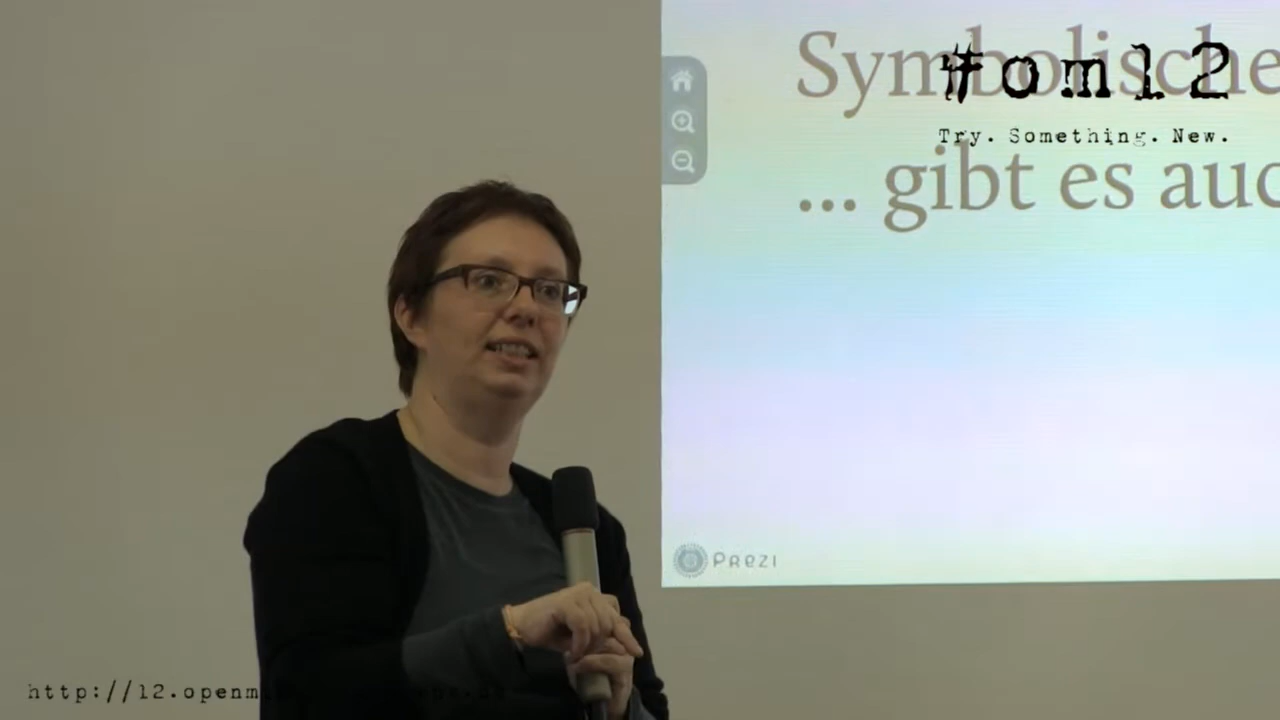 Symbolische
#om12
Try. Something. New.
... gibt es auc
Prezi
http://12.openm